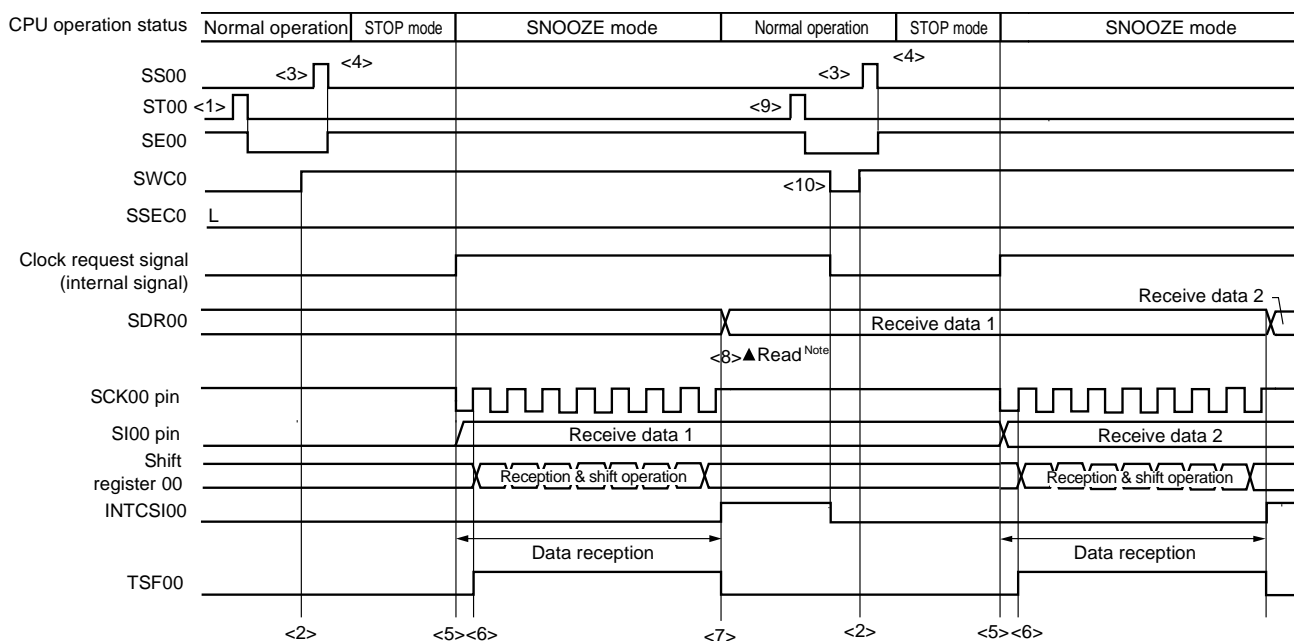 CPU operation status Normal operation STOP mode SNOOZE mode Normal operation STOP mode SNOOZE mode
SS00 <3> <4> <3> <4>
ST00 <1> <9>
SE00
SWC0 <10>
SSEC0 L
Clock request signal
(internal signal)
Receive data 2
SDR00 Receive data 1
<8>▲Read Note
SCK00 pin
SI00 pin Receive data 1 Receive data 2
Shift
register 00 Reception & shift operation Reception & shift operation
INTCSI00
Data reception Data reception
TSF00
<2> <5><6> <7> <2> <5><6>